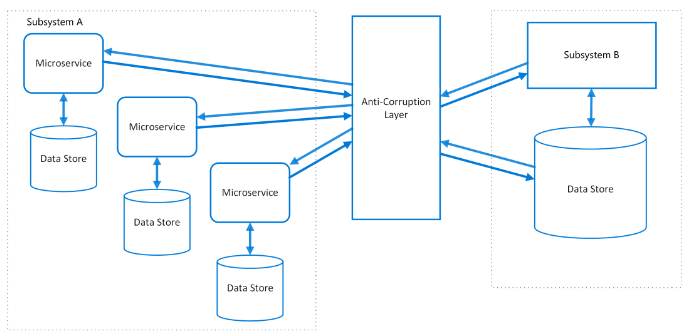 Subsystem A
Microservice
Data Store
Microservice
Data Store
Microservice
Data Store
Anti-Corruption
Layer
Subsystem B
Data Store